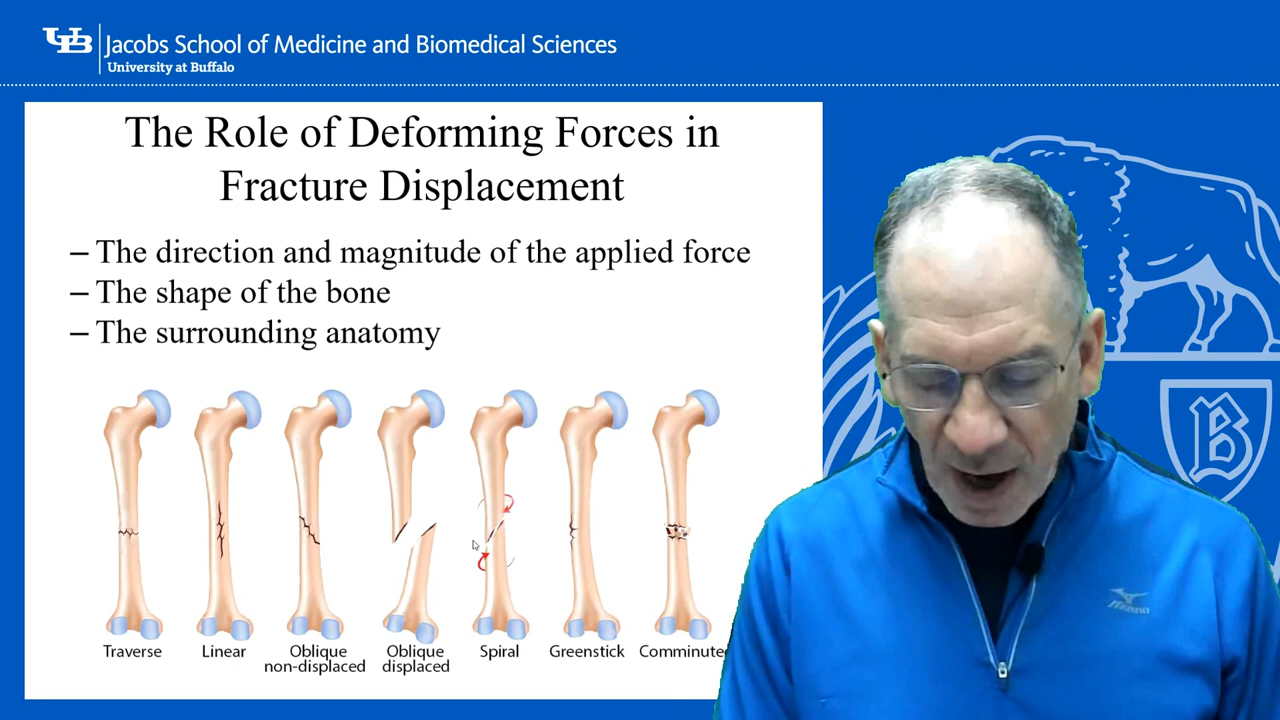 UB Jacobs School of Medicine and Biomedical Sciences
University at Buffalo
The Role of Deforming Forces in
Fracture Displacement
– The direction and magnitude of the applied force
– The shape of the bone
– The surrounding anatomy
Traverse Linear Oblique Oblique Spiral Greenstick Comminute
non-displaced displaced
B
MIZUNO